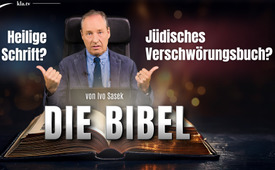 kla.tv
Heilige
Schrift?
Jüdisches
Verschwörungsbuch?
von Ivo Sasek
DIE BIBEL